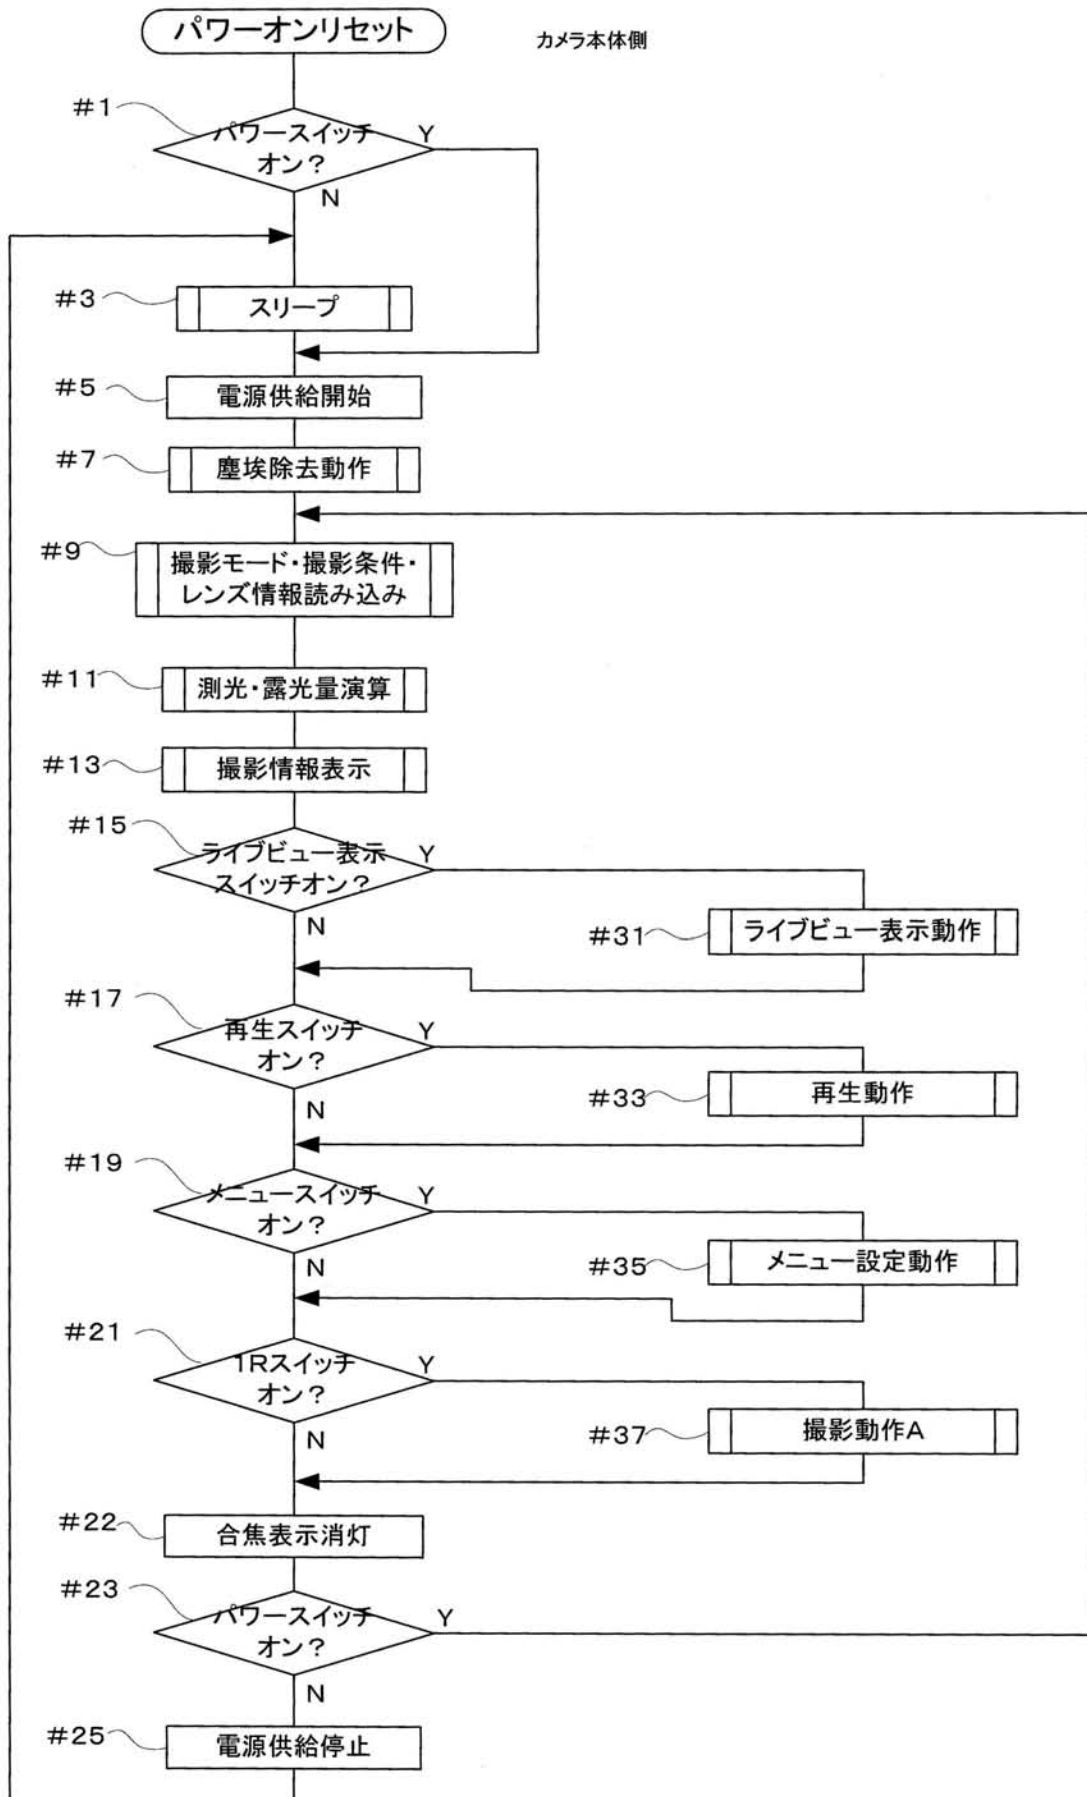 パワーオンリセット
カメラ本体側
#1
パワースイッチ
オン？
Y
N
#3
スリープ
#5
電源供給開始
#7
塵埃除去動作
#9
撮影モード・撮影条件・
レンズ情報読み込み
#11
測光・露光量演算
#13
撮影情報表示
#15
ライブビュー表示
スイッチオン？
Y
N
#31
ライブビュー表示動作
#17
再生スイッチ
オン？
Y
N
#33
再生動作
#19
メニュースイッチ
オン？
Y
N
#35
メニュー設定動作
#21
1Rスイッチ
オン？
Y
N
#37
撮影動作A
#22
合焦表示消灯
#23
パワースイッチ
オン？
Y
N
#25
電源供給停止